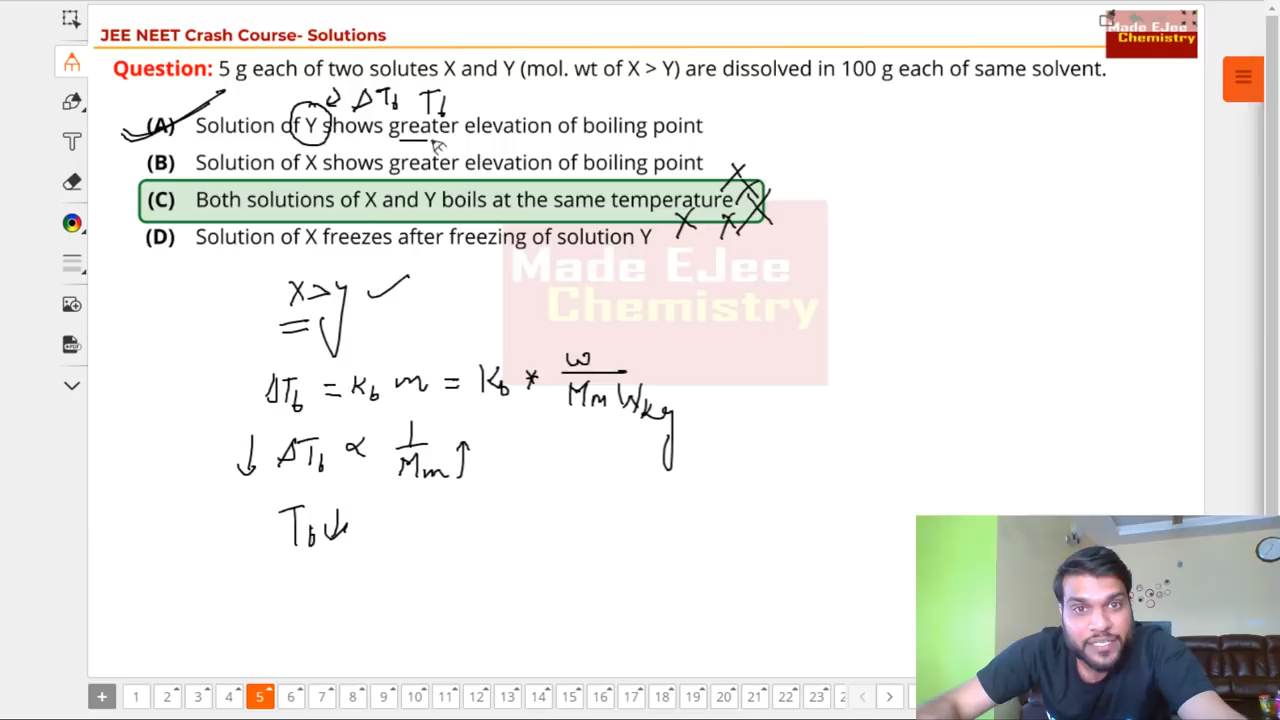 JEE NEET Crash Course- Solutions
Made EJee
Chemistry
Question: 5 g each of two solutes X and Y (mol. wt of X > Y) are dissolved in 100 g each of same solvent.
ΔTb Tb
(A) Solution of Y shows greater elevation of boiling point
(B) Solution of X shows greater elevation of boiling point
(C) Both solutions of X and Y boils at the same temperature
(D) Solution of X freezes after freezing of solution Y
Made EJee
Chemistry
X>Y ✓
ΔTb = Kb m = Kb * w / Mm Wkg
↓ ΔTb ∝ 1 / Mm ↑
Tb ↓
1 2 3 4 5 6 7 8 9 10 11 12 13 14 15 16 17 18 19 20 21 22 23 2